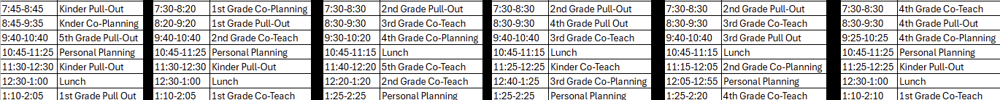 7:45-8:45 Kinder Pull-Out 7:30-8:20 1st Grade Co-Planning 7:30-8:30 2nd Grade Pull-Out 7:30-8:30 2nd Grade Pull-Out 7:30-8:30 2nd Grade Pull-Out 7:30-8:30 4th Grade Co-Teach
8:45-9:35 Knder Co-Planning 8:20-9:20 1st Grade Pull-Out 8:30-9:30 3rd Grade Co-Teach 8:30-9:30 4th Grade Pull Out 8:30-9:30 3rd Grade Co-Teach 8:30-9:30 4th Grade Pull-Out
9:40-10:40 5th Grade Pull-Out 9:40-10:40 2nd Grade Co-Teach 9:30-10:20 4th Grade Co-Planning 9:40-10:40 3rd Grade Co-Teach 9:40-10:40 3rd Grade Pull Out 9:25-10:25 4th Grade Co-Planning
10:45-11:25 Personal Planning 10:45-11:25 Personal Planning 10:45-11:15 Lunch 10:45-11:15 Lunch 10:45-11:15 Lunch 10:45-11:25 Personal Planning
11:30-12:30 Kinder Pull-Out 11:30-12:30 Kinder Pull-Out 11:40-12:20 5th Grade Co-Teach 11:25-12:25 Kinder Co-Teach 11:15-12:05 2nd Grade Co-Planning 11:25-12:25 Kinder Pull-Out
12:30-1:00 Lunch 12:30-1:00 Lunch 12:20-1:20 2nd Grade Co-Teach 12:40-1:25 3rd Grade Co-Planning 12:05-12:55 Personal Planning 12:30-1:00 Lunch
1:10-2:05 1st Grade Pull Out 1:10-2:05 1st Grade Co-Teach 1:25-2:25 Personal Planning 1:25-2:25 Personal Planning 1:25-2:20 4th Grade Co-Teach 1:10-2:10 1st Grade Co-Teach